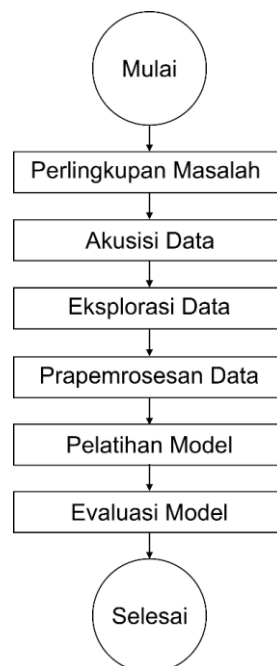 Mulai
Perlingkupan Masalah
Akusisi Data
Eksplorasi Data
Prapemrosesan Data
Pelatihan Model
Evaluasi Model
Selesai